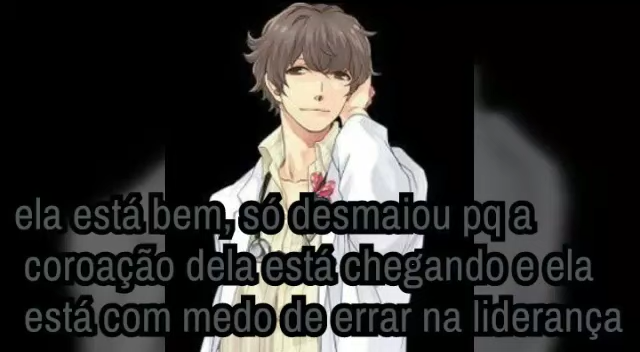 ela está bem, só desmaiou pq a
coroação dela está chegando e ela
está com medo de errar na liderança